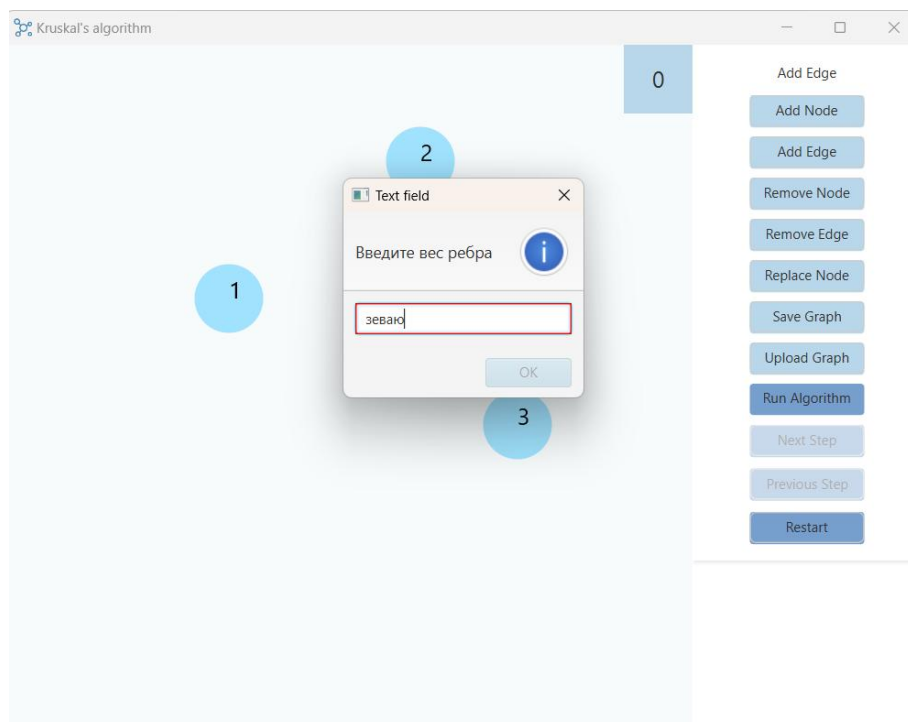 Kruskal's algorithm
0
Add Edge
Add Node
2
Add Edge
Text field
Remove Node
Введите вес ребра
i
Remove Edge
1
Replace Node
зеваю
Save Graph
OK
Upload Graph
3
Run Algorithm
Next Step
Previous Step
Restart